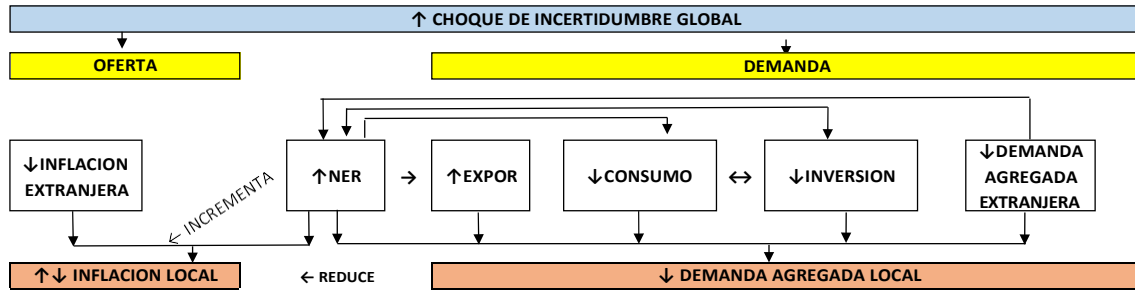 ↑ CHOQUE DE INCERTIDUMBRE GLOBAL
OFERTA
DEMANDA
↓INFLACION
EXTRANJERA
← INCREMENTA
↑NER
→
↑EXPOR
↓CONSUMO
↔
↓INVERSION
↓DEMANDA
AGREGADA
EXTRANJERA
↑↓ INFLACION LOCAL
← REDUCE
↓ DEMANDA AGREGADA LOCAL